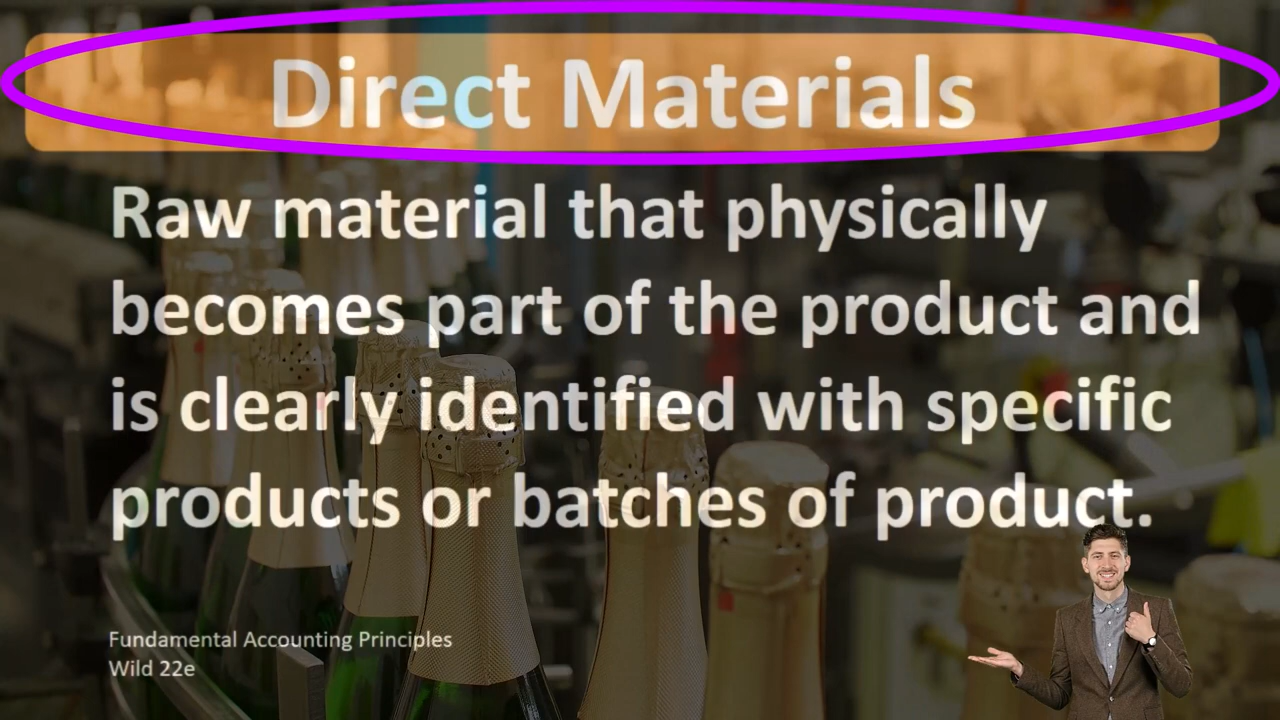 Direct Materials
Raw material that physically
becomes part of the product and
is clearly identified with specific
products or batches of product.
Fundamental Accounting Principles
Wild 22e